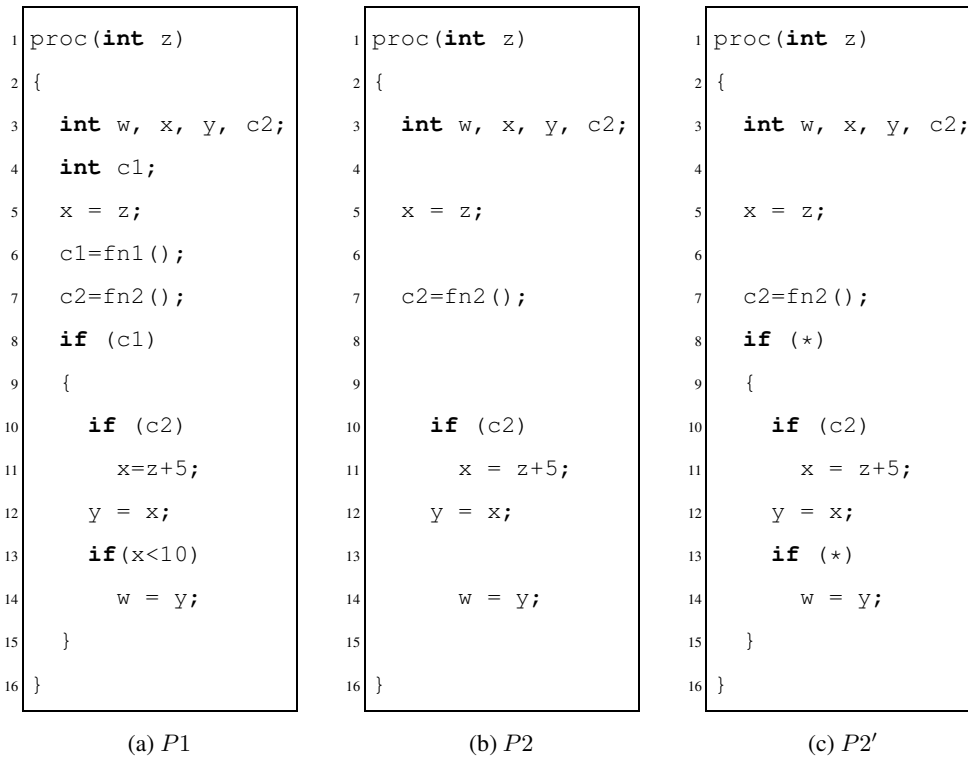 1 proc(int z)
2 {
3 int w, x, y, c2;
4 int c1;
5 x = z;
6 c1=fn1();
7 c2=fn2();
8 if (c1)
9 {
10 if (c2)
11 x=z+5;
12 y = x;
13 if(x<10)
14 w = y;
15 }
16 }
(a) P1
1 proc(int z)
2 {
3 int w, x, y, c2;
4
5 x = z;
6
7 c2=fn2();
8
9
10 if (c2)
11 x = z+5;
12 y = x;
13
14 w = y;
15
16 }
(b) P2
1 proc(int z)
2 {
3 int w, x, y, c2;
4
5 x = z;
6
7 c2=fn2();
8 if (*)
9 {
10 if (c2)
11 x = z+5;
12 y = x;
13 if (*)
14 w = y;
15 }
16 }
(c) P2′